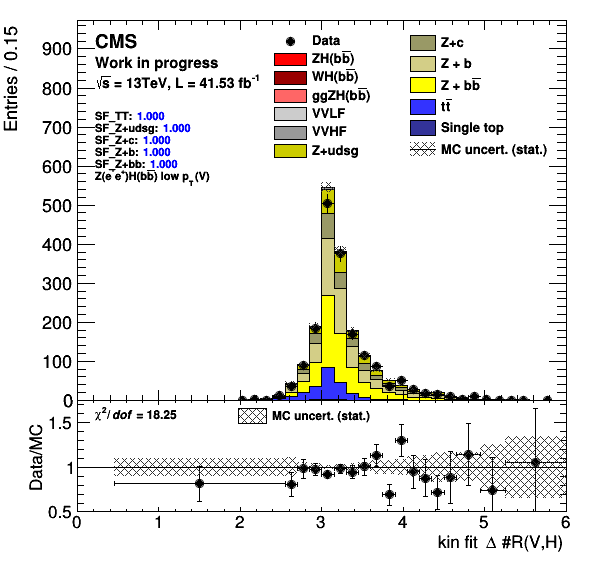 CMS
Work in progress
√s = 13TeV, L = 41.53 fb⁻¹
SF_TT: 1.000
SF_Z+udsg: 1.000
SF_Z+c: 1.000
SF_Z+b: 1.000
SF_Z+bb: 1.000
Z(e⁻e⁺)H(bb̅) low p_T(V)
Data
ZH(bb̅)
WH(bb̅)
ggZH(bb̅)
VVLF
VVHF
Z+udsg
Z+c
Z + b
Z + bb̅
tt̅
Single top
MC uncert. (stat.)
Entries / 0.15
900
800
700
600
500
400
300
200
100
0
χ²/ dof = 18.25
MC uncert. (stat.)
Data/MC
1.5
1
0.5
0 1 2 3 4 5 6
kin fit Δ #R(V,H)